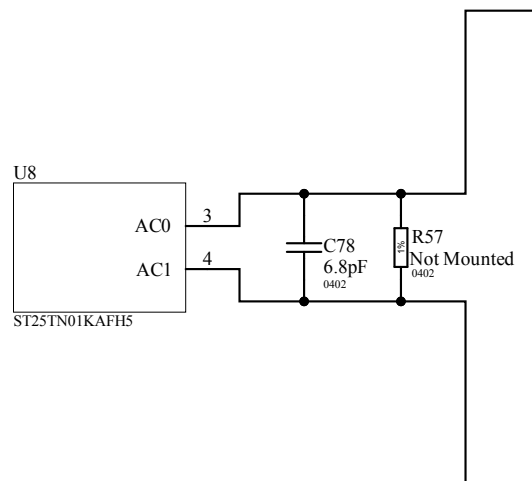 U8
AC0
3
AC1
4
ST25TN01KAFH5
C78
6.8pF
0402
1%
R57
Not Mounted
0402